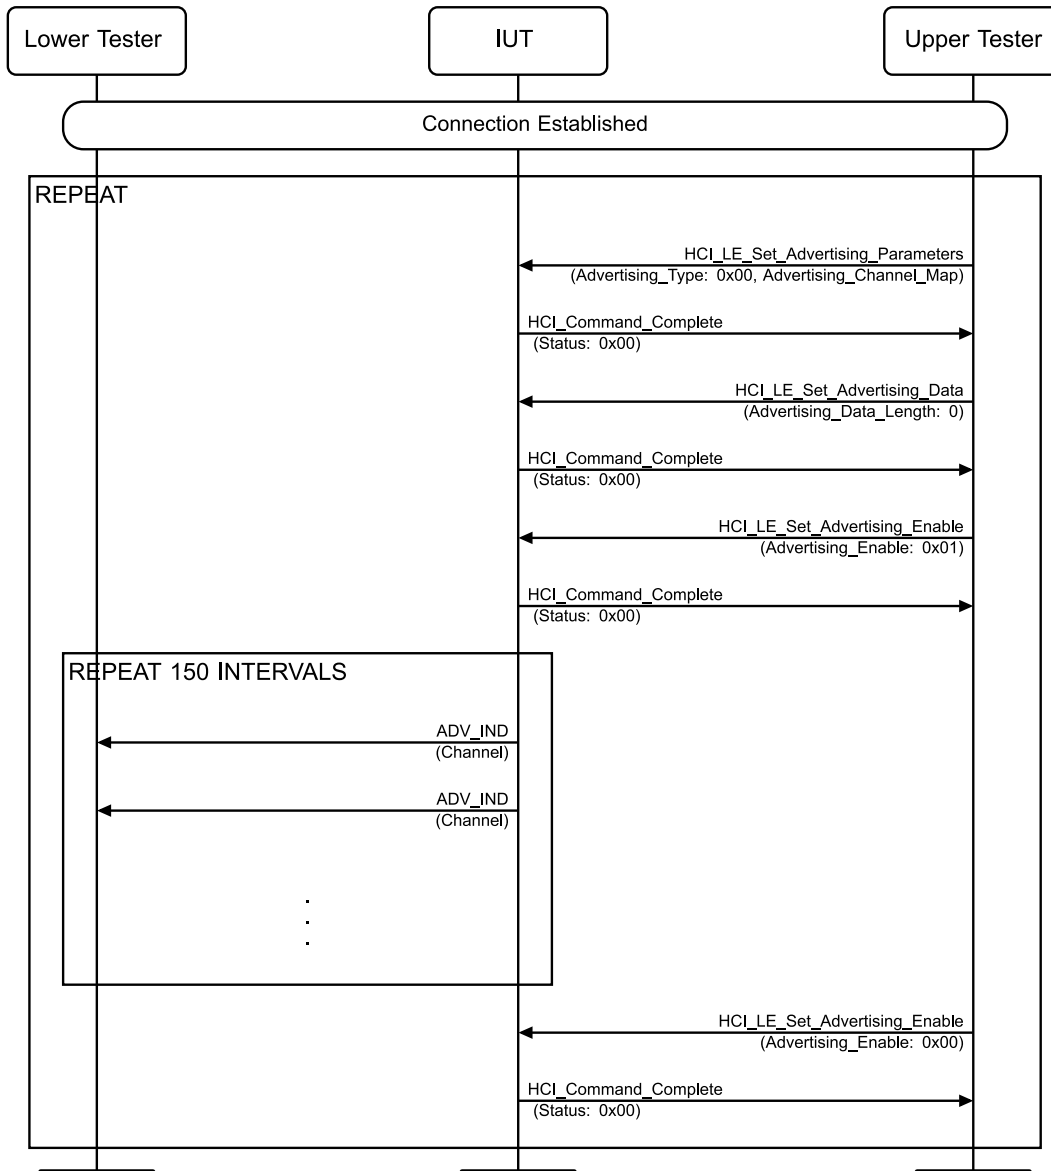 Lower Tester
IUT
Upper Tester
Connection Established
REPEAT
HCI_LE_Set_Advertising_Parameters
(Advertising_Type: 0x00, Advertising_Channel_Map)
HCI_Command_Complete
(Status: 0x00)
HCI_LE_Set_Advertising_Data
(Advertising_Data_Length: 0)
HCI_Command_Complete
(Status: 0x00)
HCI_LE_Set_Advertising_Enable
(Advertising_Enable: 0x01)
HCI_Command_Complete
(Status: 0x00)
REPEAT 150 INTERVALS
ADV_IND
(Channel)
ADV_IND
(Channel)
.
.
.
HCI_LE_Set_Advertising_Enable
(Advertising_Enable: 0x00)
HCI_Command_Complete
(Status: 0x00)